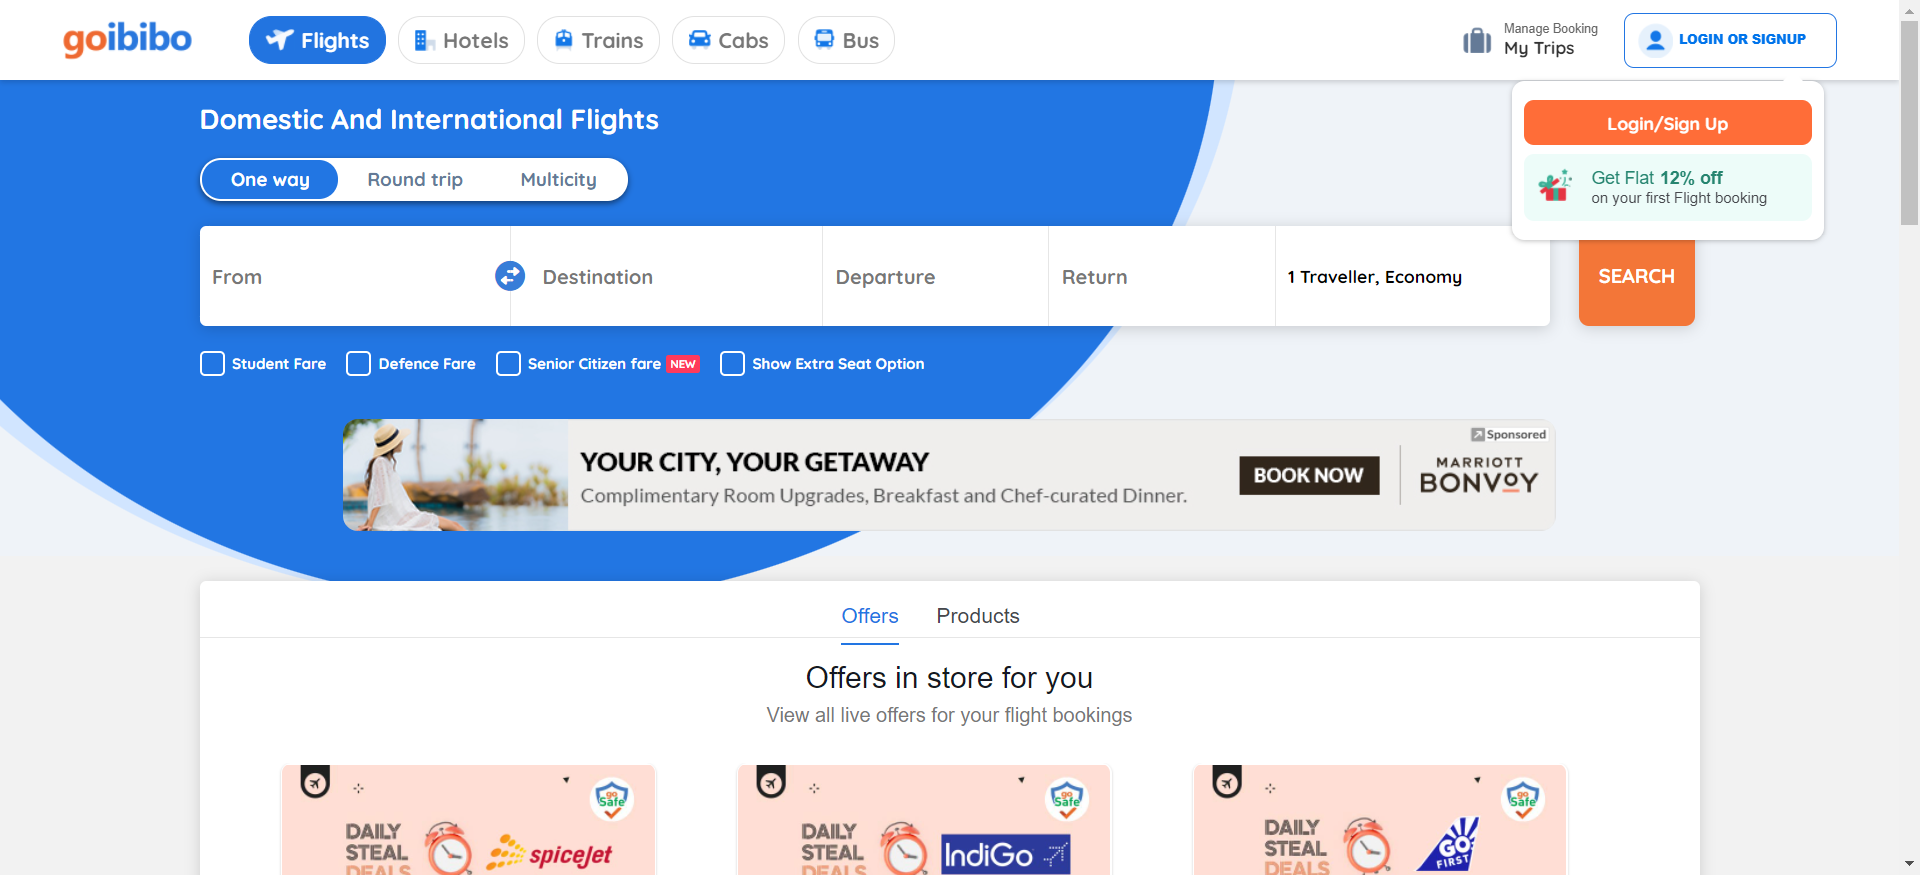 goibibo
Flights
Hotels
Trains
Cabs
Bus
Manage Booking
My Trips
LOGIN OR SIGNUP
Login/Sign Up
Get Flat 12% off
on your first Flight booking
Domestic And International Flights
One way
Round trip
Multicity
From
Destination
Departure
Return
1 Traveller, Economy
SEARCH
Student Fare
Defence Fare
Senior Citizen fare NEW
Show Extra Seat Option
Sponsored
YOUR CITY, YOUR GETAWAY
Complimentary Room Upgrades, Breakfast and Chef-curated Dinner.
BOOK NOW
MARRIOTT
BONVOY
Offers
Products
Offers in store for you
View all live offers for your flight bookings
go
Safe
DAILY
STEAL
DEALS
spiceJet
go
Safe
DAILY
STEAL
DEALS
IndiGo
go
Safe
DAILY
STEAL
DEALS
GO
FIRST